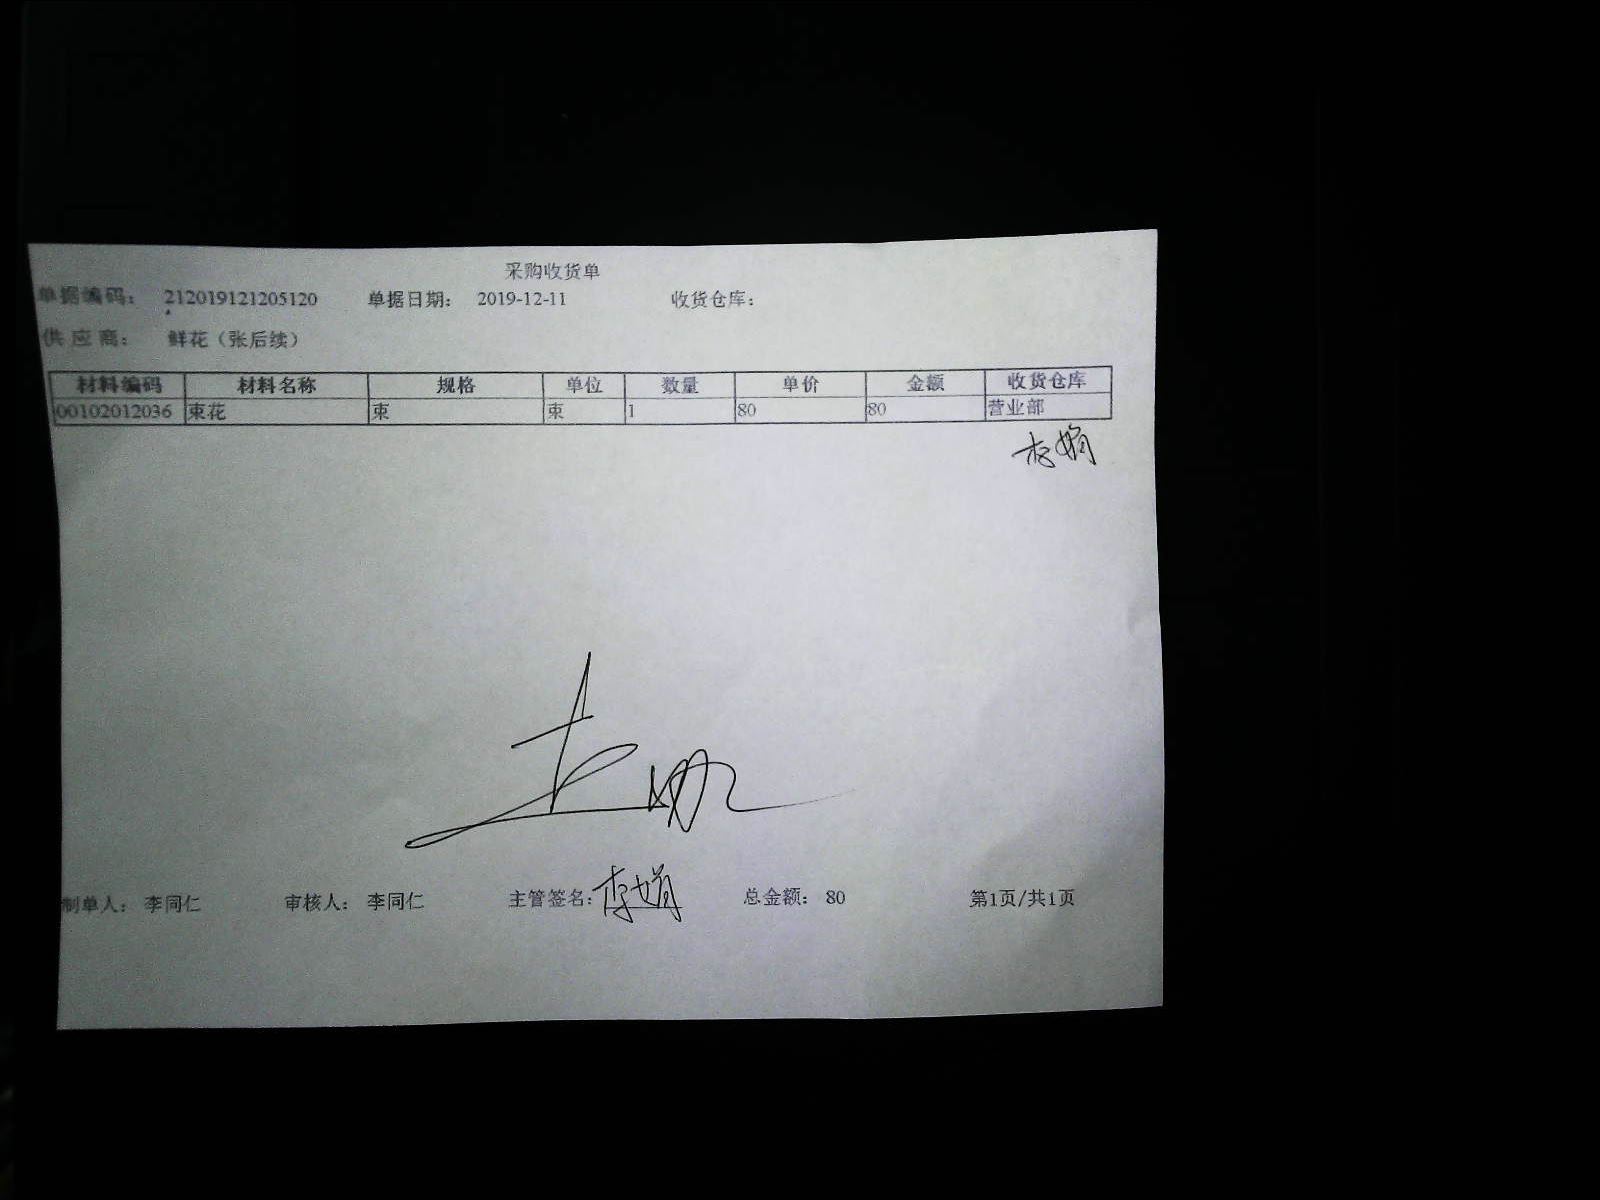 采购收货单
单据编码： 212019121205120 单据日期： 2019-12-11 收货仓库：
供 应 商： 鲜花（张后续）
材料编码 材料名称 规格 单位 数量 单价 金额 收货仓库
00102012036 束花 束 束 1 80 80 营业部
李娟
制单人： 李同仁 审核人： 李同仁 主管签名：李娟 总金额： 80 第1页/共1页